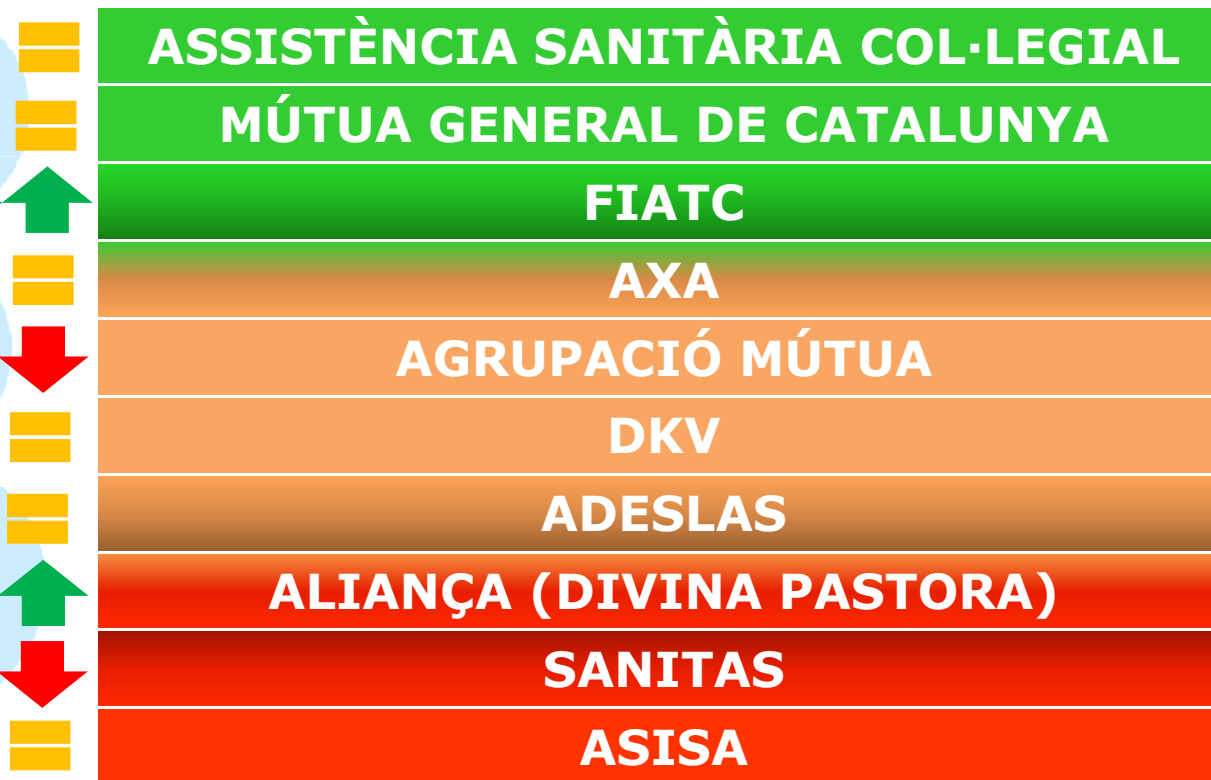 ASSISTÈNCIA SANITÀRIA COL·LEGIAL
MÚTUA GENERAL DE CATALUNYA
FIATC
AXA
AGRUPACIÓ MÚTUA
DKV
ADESLAS
ALIANÇA (DIVINA PASTORA)
SANITAS
ASISA